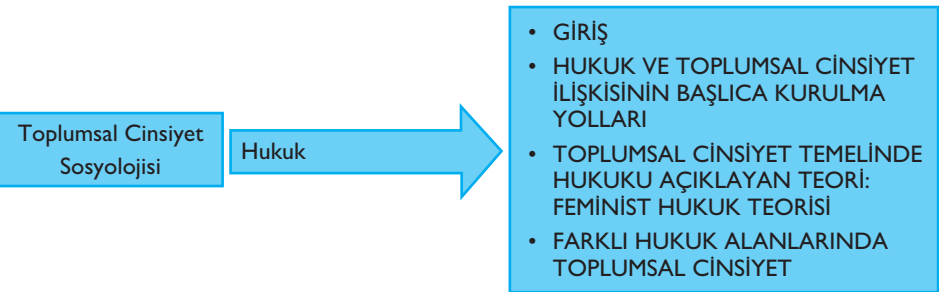 Toplumsal Cinsiyet
Sosyolojisi
Hukuk
• GİRİŞ
• HUKUK VE TOPLUMSAL CİNSİYET
İLİŞKİSİNİN BAŞLICA KURULMA
YOLLARI
• TOPLUMSAL CİNSİYET TEMELİNDE
HUKUKU AÇIKLAYAN TEORİ:
FEMİNİST HUKUK TEORİSİ
• FARKLI HUKUK ALANLARINDA
TOPLUMSAL CİNSİYET